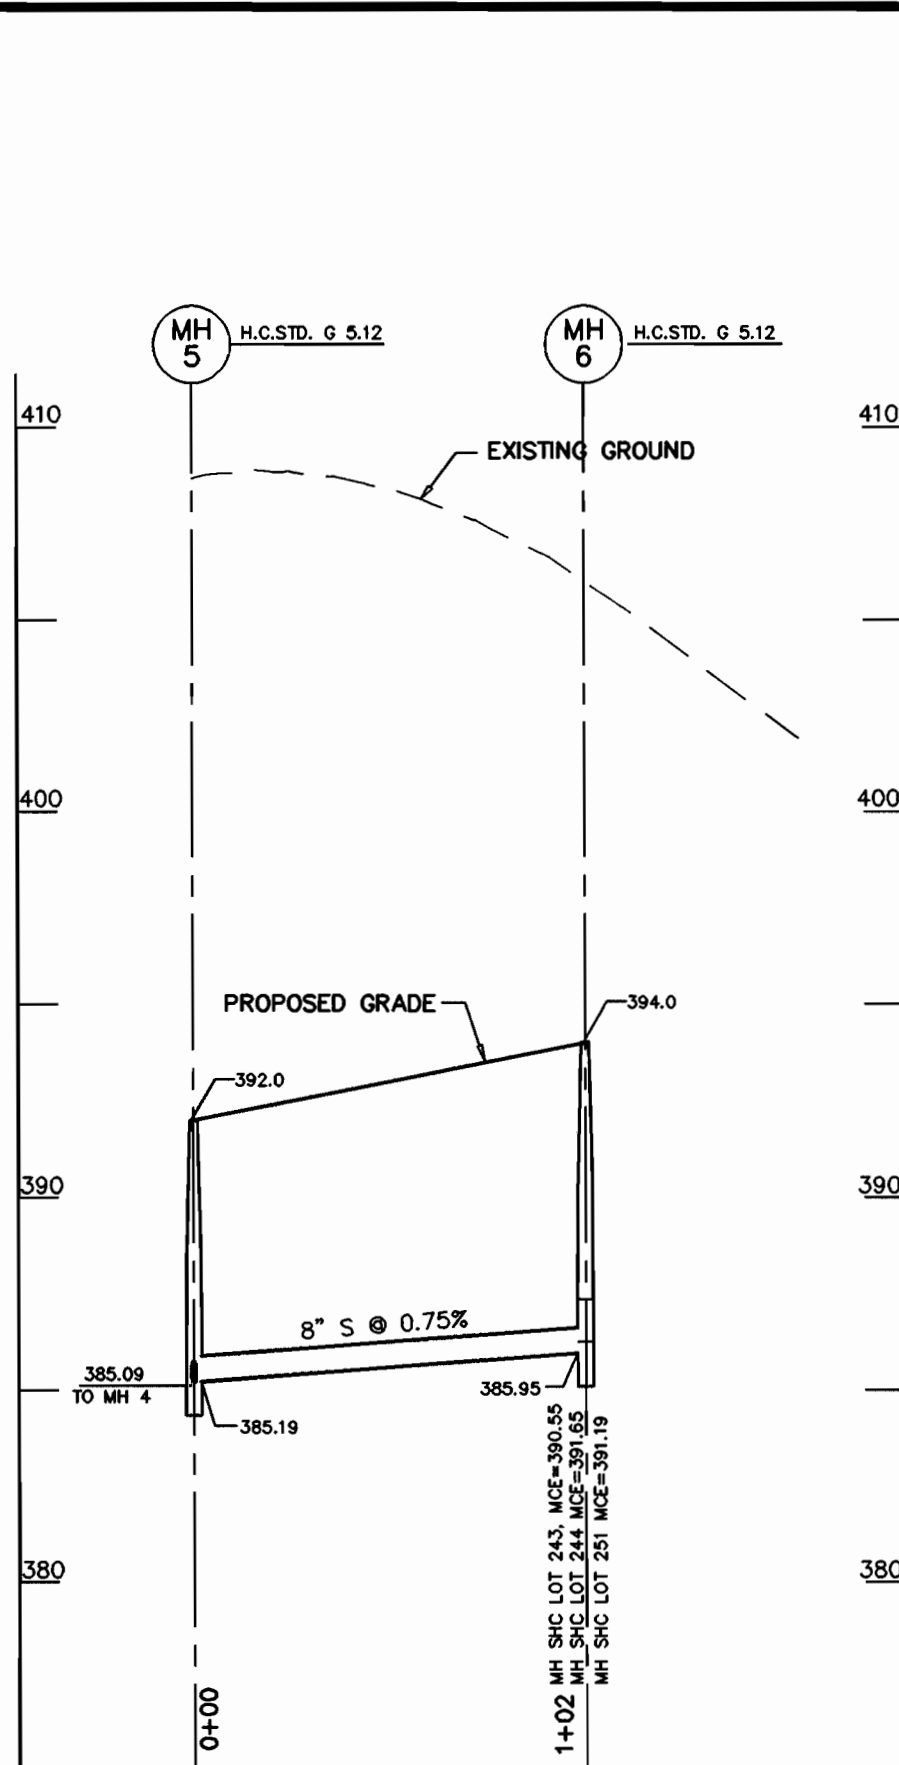 MH
5
H.C.STD. G 5.12
MH
6
H.C.STD. G 5.12
410
410
EXISTING GROUND
400
400
PROPOSED GRADE
394.0
392.0
390
390
8" S @ 0.75%
385.09
TO MH 4
385.95
385.19
MH SHC LOT 243, MCE=390.55
MH SHC LOT 244 MCE=391.65
MH SHC LOT 251 MCE=391.19
380
380
0+00
1+02